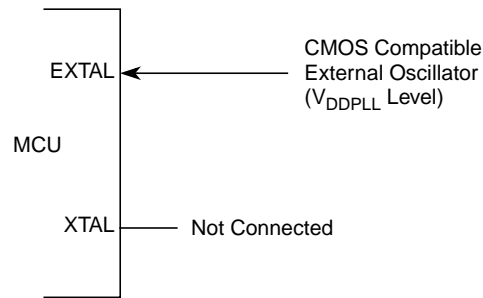 CMOS Compatible
EXTAL
External Oscillator
(VDDPLL Level)
MCU
XTAL
Not Connected